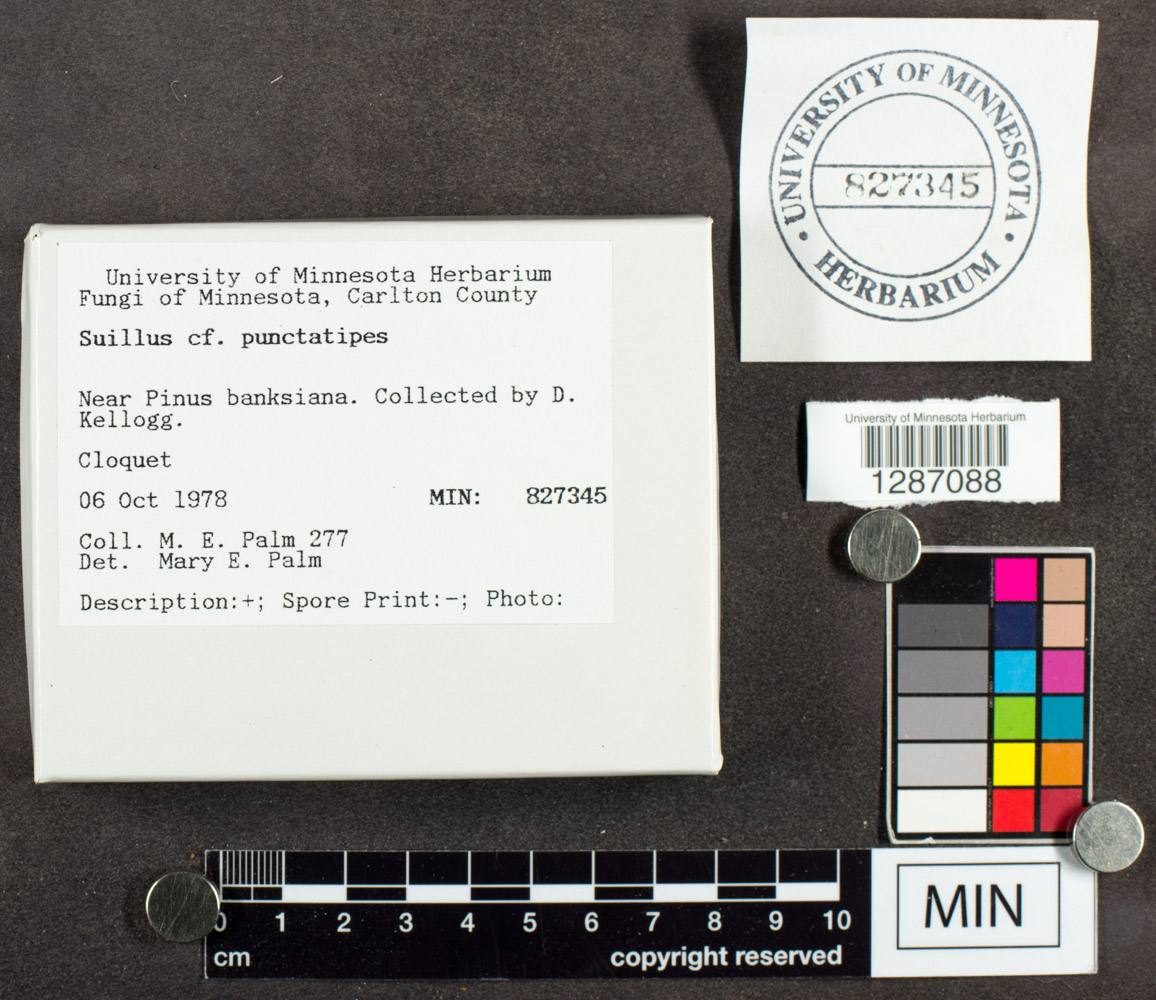 University of Minnesota Herbarium
Fungi of Minnesota, Carlton County
Suillus cf. punctatipes
Near Pinus banksiana. Collected by D.
Kellogg.
Cloquet
06 Oct 1978 MIN: 827345
Coll. M. E. Palm 277
Det. Mary E. Palm
Description:+; Spore Print:-; Photo:
• UNIVERSITY OF MINNESOTA •
HERBARIUM
827345
University of Minnesota Herbarium
1287088
0 1 2 3 4 5 6 7 8 9 10
cm copyright reserved
MIN